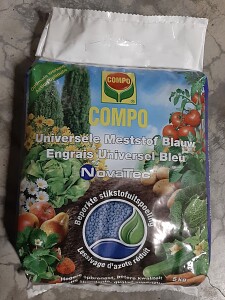 COMPO
COMPO
Universele Meststof Blauw
Engrais Universel Bleu
NovaTec
Beperkte stikstofuitspoeling
Lessivage d'azote réduit
5 kg